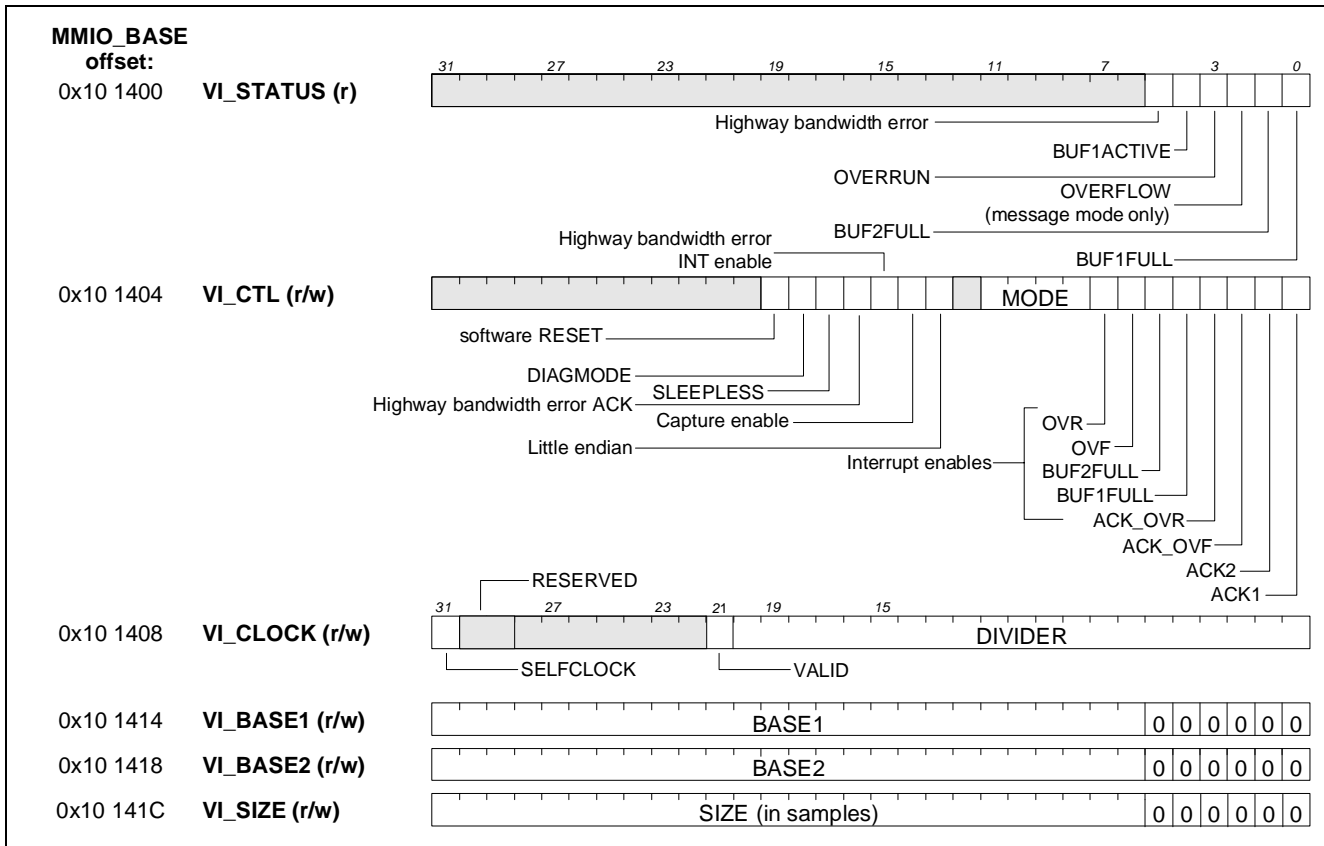 MMIO_BASE
offset:
31 27 23 19 15 11 7 3 0
0x10 1400 VI_STATUS (r)
Highway bandwidth error
BUF1ACTIVE
OVERRUN
OVERFLOW
(message mode only)
BUF2FULL
Highway bandwidth error
INT enable
BUF1FULL
0x10 1404 VI_CTL (r/w) MODE
software RESET
DIAGMODE
SLEEPLESS
Highway bandwidth error ACK
Capture enable
Little endian
Interrupt enables
OVR
OVF
BUF2FULL
BUF1FULL
ACK_OVR
ACK_OVF
ACK2
ACK1
RESERVED
31 27 23 21 19 15
0x10 1408 VI_CLOCK (r/w) DIVIDER
SELFCLOCK VALID
0x10 1414 VI_BASE1 (r/w) BASE1 0 0 0 0 0 0
0x10 1418 VI_BASE2 (r/w) BASE2 0 0 0 0 0 0
0x10 141C VI_SIZE (r/w) SIZE (in samples) 0 0 0 0 0 0